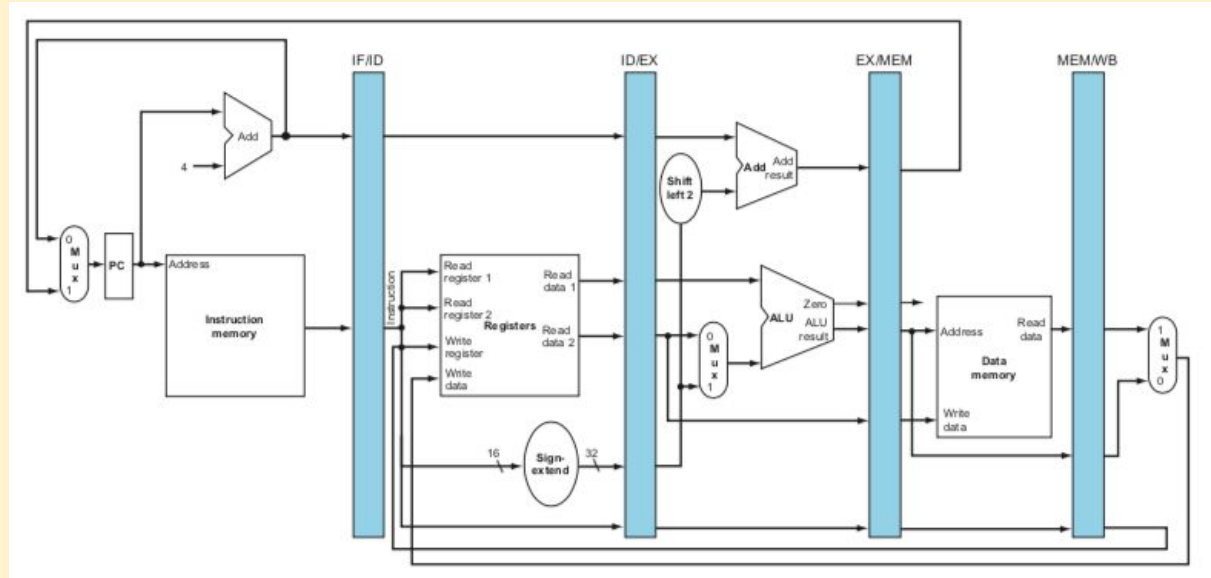 IF/ID
ID/EX
EX/MEM
MEM/WB
Add
4
Shift
left 2
Add
Add
result
0
M
u
x
1
PC
Address
Instruction
memory
Instruction
Read
register 1
Read
register 2
Registers
Write
register
Write
data
Read
data 1
Read
data 2
16
Sign-
extend
32
0
M
u
x
1
Zero
ALU
ALU
result
Address
Read
data
Data
memory
Write
data
1
M
u
x
0